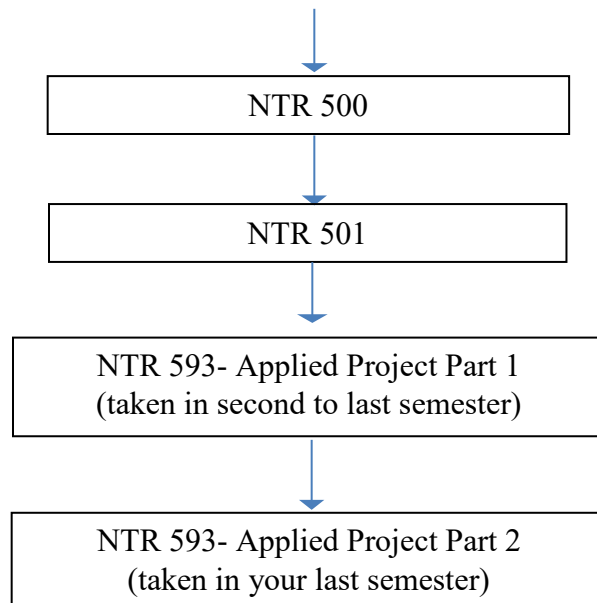 NTR 500
NTR 501
NTR 593- Applied Project Part 1
(taken in second to last semester)
NTR 593- Applied Project Part 2
(taken in your last semester)